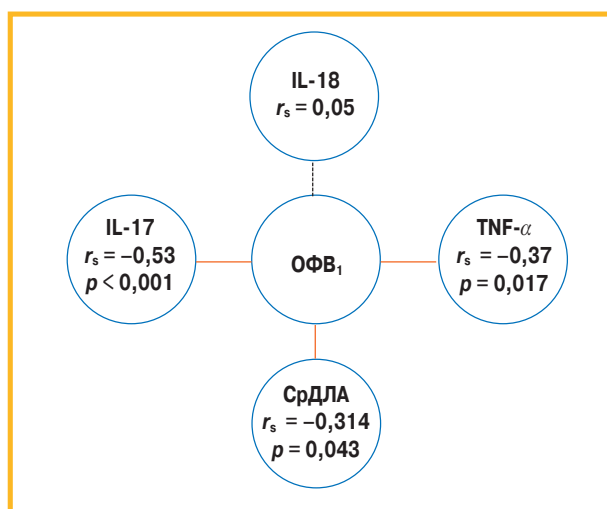 IL-18
rₛ = 0,05
IL-17
rₛ = −0,53
p < 0,001
ОФВ₁
TNF-α
rₛ = −0,37
p = 0,017
СрДЛА
rₛ = −0,314
p = 0,043